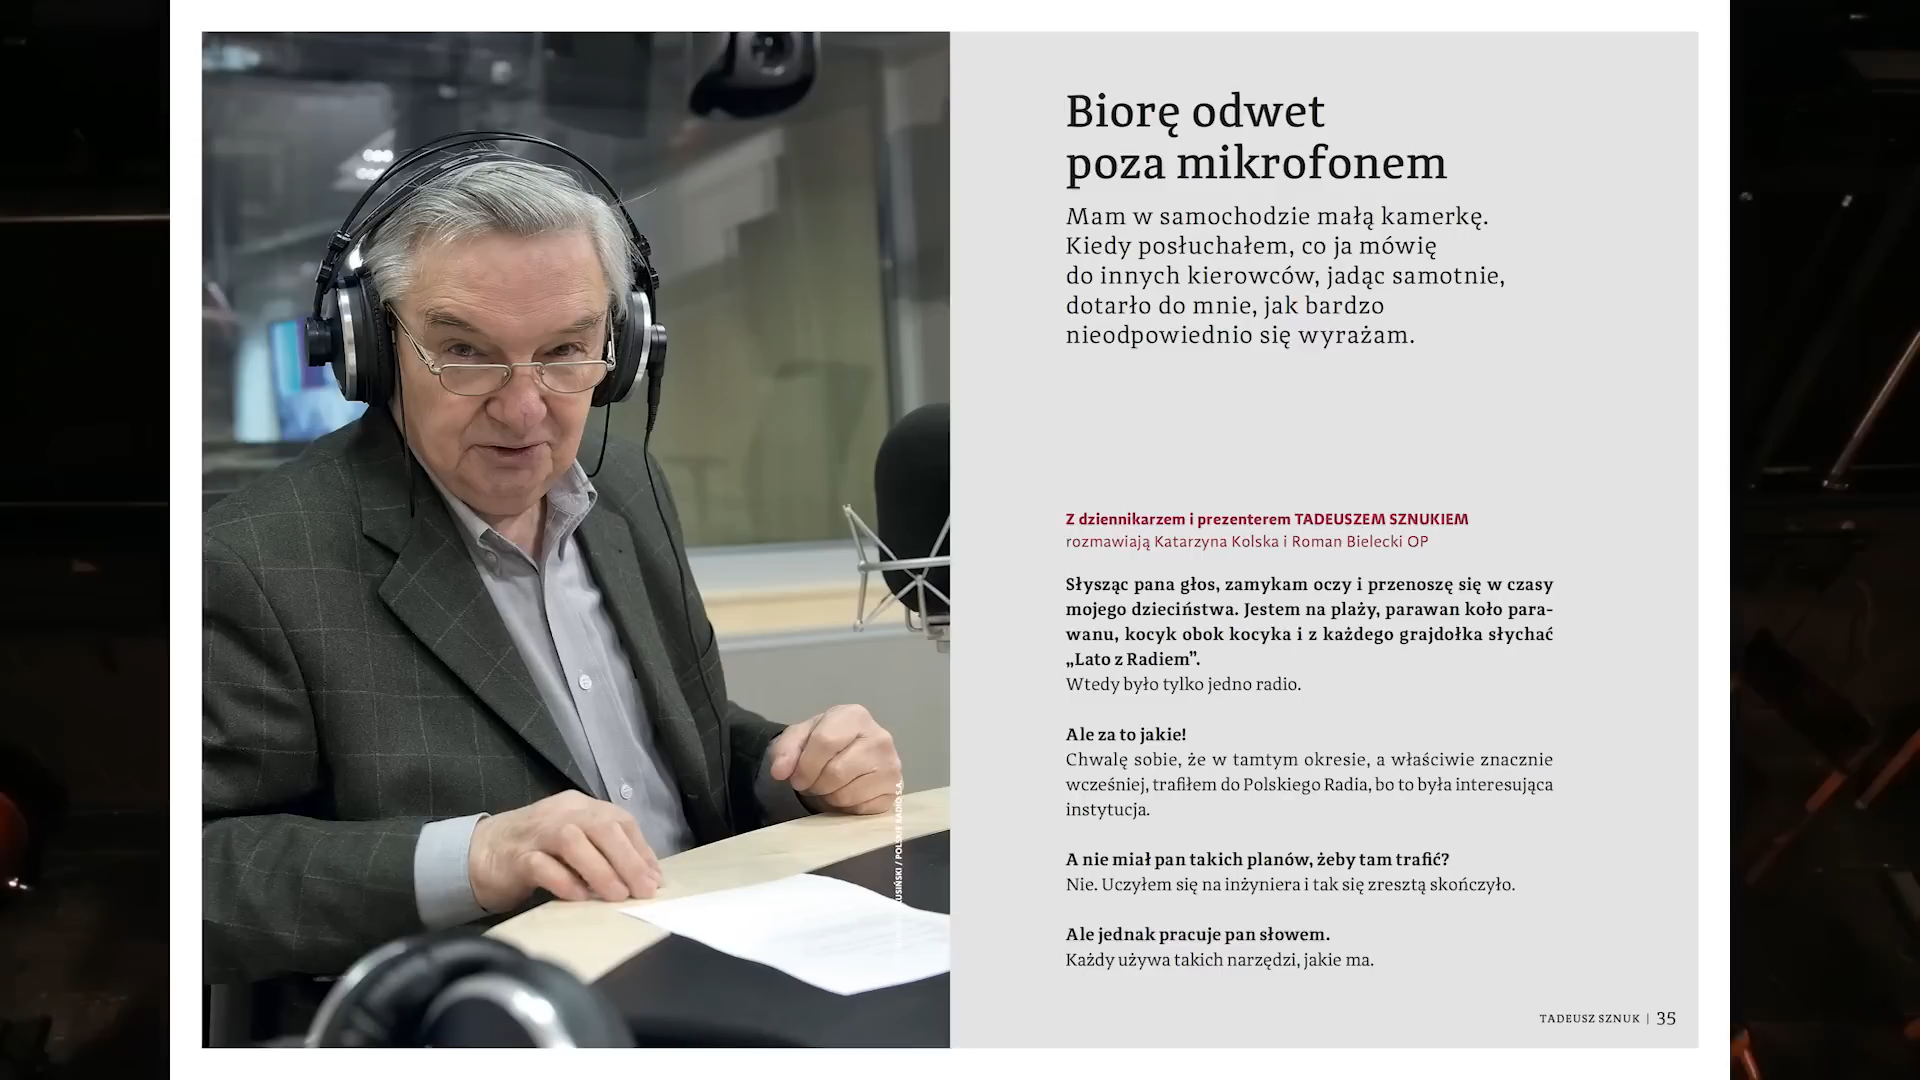 Biorę odwet
poza mikrofonem
Mam w samochodzie małą kamerkę.
Kiedy posłuchałem, co ja mówię
do innych kierowców, jadąc samotnie,
dotarło do mnie, jak bardzo
nieodpowiednio się wyrażam.
Z dziennikarzem i prezenterem TADEUSZEM SZNUKIEM
rozmawiają Katarzyna Kolska i Roman Bielecki OP
Słysząc pana głos, zamykam oczy i przenoszę się w czasy
mojego dzieciństwa. Jestem na plaży, parawan koło para-
wanu, kocyk obok kocyka i z każdego grajdołka słychać
„Lato z Radiem”.
Wtedy było tylko jedno radio.
Ale za to jakie!
Chwalę sobie, że w tamtym okresie, a właściwie znacznie
wcześniej, trafiłem do Polskiego Radia, bo to była interesująca
instytucja.
A nie miał pan takich planów, żeby tam trafić?
Nie. Uczyłem się na inżyniera i tak się zresztą skończyło.
Ale jednak pracuje pan słowem.
Każdy używa takich narzędzi, jakie ma.
TADEUSZ SZNUK | 35
/ POLSKIE RADIO S.A.